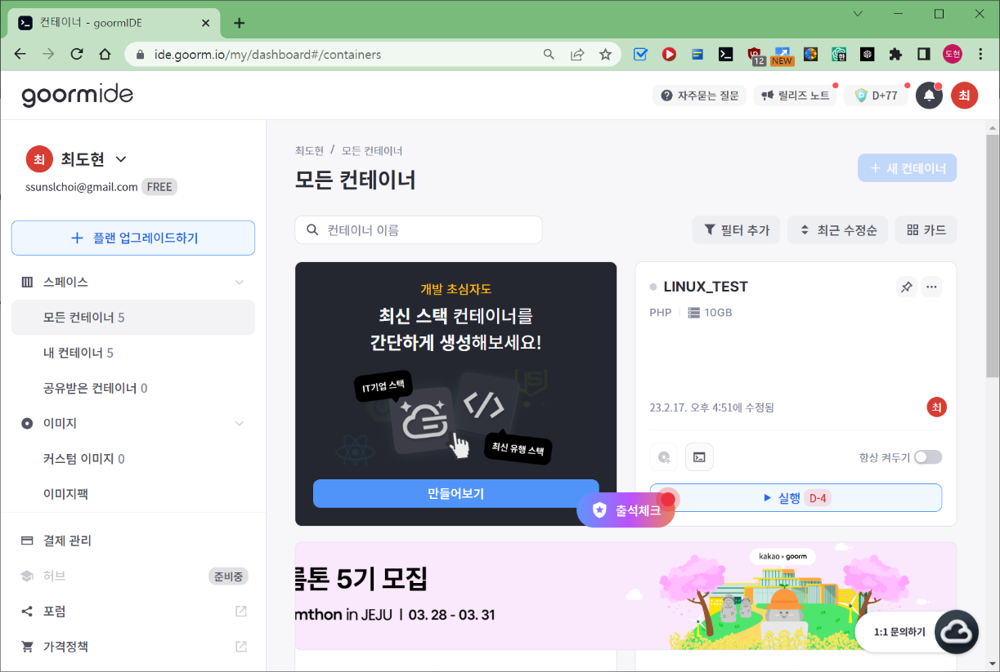 컨테이너 - goormIDE
ide.goorm.io/my/dashboard#/containers
12
NEW
한
도현
goormide
자주묻는 질문
릴리즈 노트
D+77
최
최
최도현
ssunslchoi@gmail.com FREE
+ 플랜 업그레이드하기
스페이스
모든 컨테이너 5
내 컨테이너 5
공유받은 컨테이너 0
이미지
커스텀 이미지 0
이미지팩
결제 관리
허브 준비중
포럼
가격정책
최도현 / 모든 컨테이너
모든 컨테이너
+ 새 컨테이너
컨테이너 이름
필터 추가
최근 수정순
카드
개발 초심자도
최신 스택 컨테이너를
간단하게 생성해보세요!
IT기업 스택
JS
최신 유행 스택
만들어보기
LINUX_TEST
PHP
10GB
23.2.17. 오후 4:51에 수정됨
최
항상 켜두기
실행 D-4
출석체크
kakao × goorm
름톤 5기 모집
mthon in JEJU | 03. 28 - 03. 31
1:1 문의하기